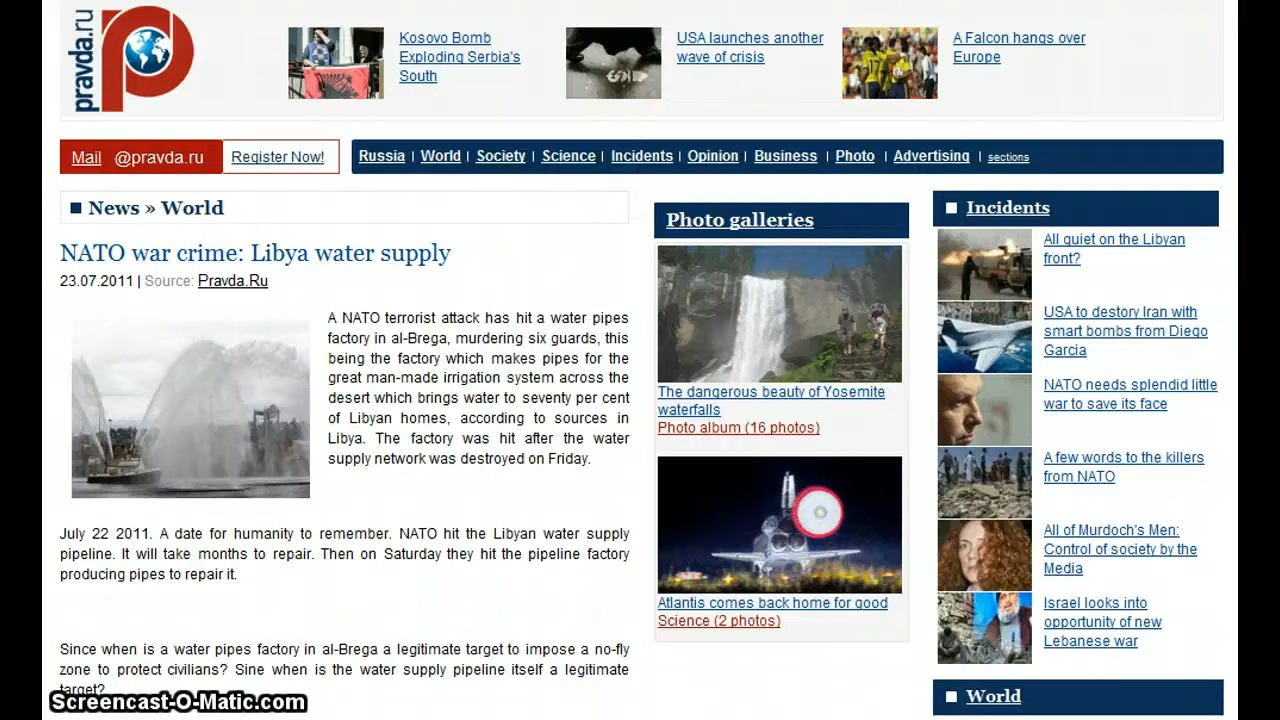 pravda.ru
Kosovo Bomb
Exploding Serbia's
South
USA launches another
wave of crisis
A Falcon hangs over
Europe
Mail @pravda.ru
Register Now!
Russia | World | Society | Science | Incidents | Opinion | Business | Photo | Advertising | sections
News » World
NATO war crime: Libya water supply
23.07.2011 | Source: Pravda.Ru
A NATO terrorist attack has hit a water pipes
factory in al-Brega, murdering six guards, this
being the factory which makes pipes for the
great man-made irrigation system across the
desert which brings water to seventy per cent
of Libyan homes, according to sources in
Libya. The factory was hit after the water
supply network was destroyed on Friday.
July 22 2011. A date for humanity to remember. NATO hit the Libyan water supply
pipeline. It will take months to repair. Then on Saturday they hit the pipeline factory
producing pipes to repair it.
Since when is a water pipes factory in al-Brega a legitimate target to impose a no-fly
zone to protect civilians? Sine when is the water supply pipeline itself a legitimate
target?
Photo galleries
The dangerous beauty of Yosemite
waterfalls
Photo album (16 photos)
Atlantis comes back home for good
Science (2 photos)
Incidents
All quiet on the Libyan
front?
USA to destory Iran with
smart bombs from Diego
Garcia
NATO needs splendid little
war to save its face
A few words to the killers
from NATO
All of Murdoch's Men:
Control of society by the
Media
Israel looks into
opportunity of new
Lebanese war
World
Screencast-O-Matic.com